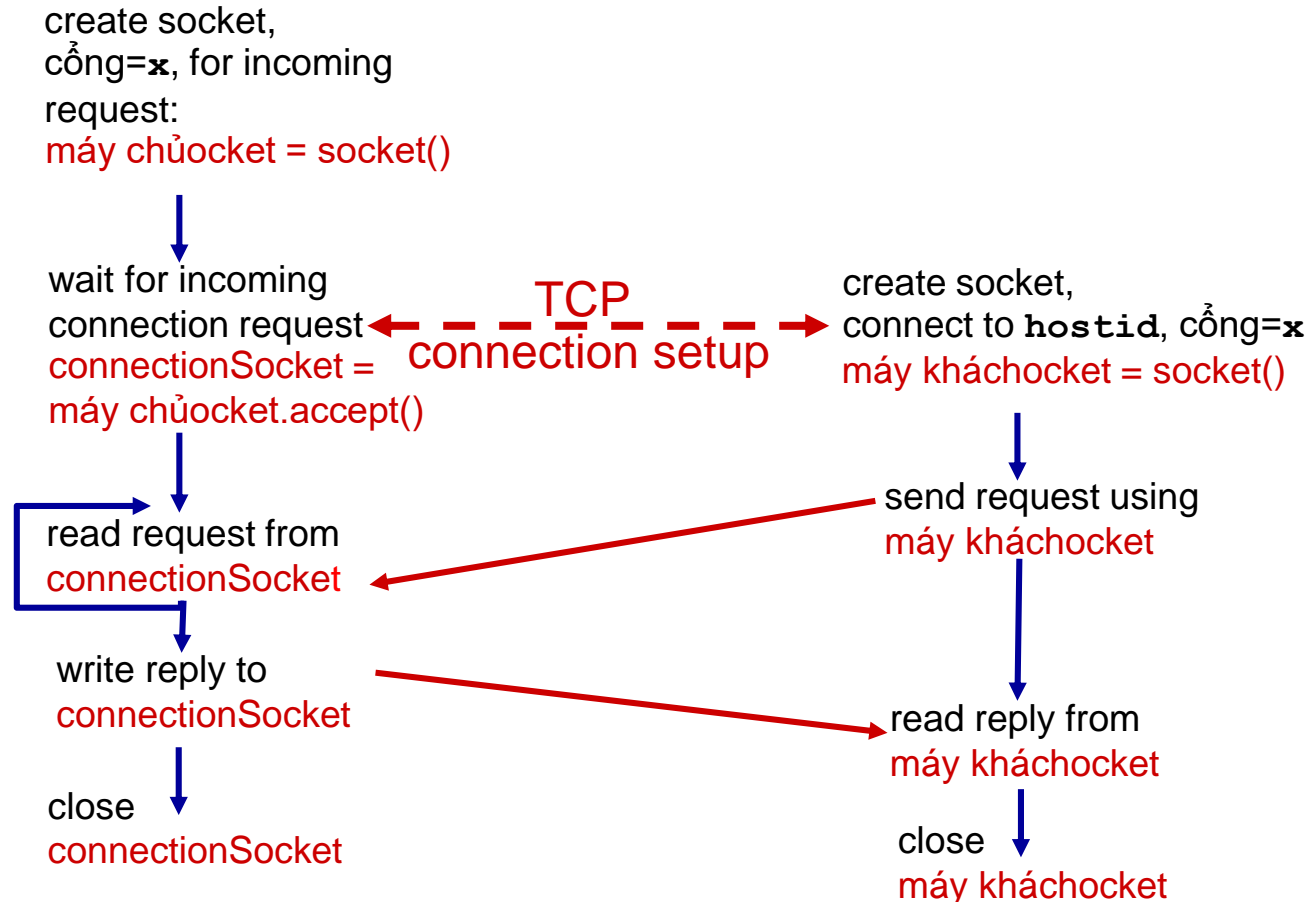 create socket,
cổng=x, for incoming
request:
máy chủocket = socket()
wait for incoming
connection request
connectionSocket =
máy chủocket.accept()
TCP
connection setup
create socket,
connect to hostid, cổng=x
máy kháchocket = socket()
send request using
máy kháchocket
read request from
connectionSocket
write reply to
connectionSocket
read reply from
máy kháchocket
close
connectionSocket
close
máy kháchocket